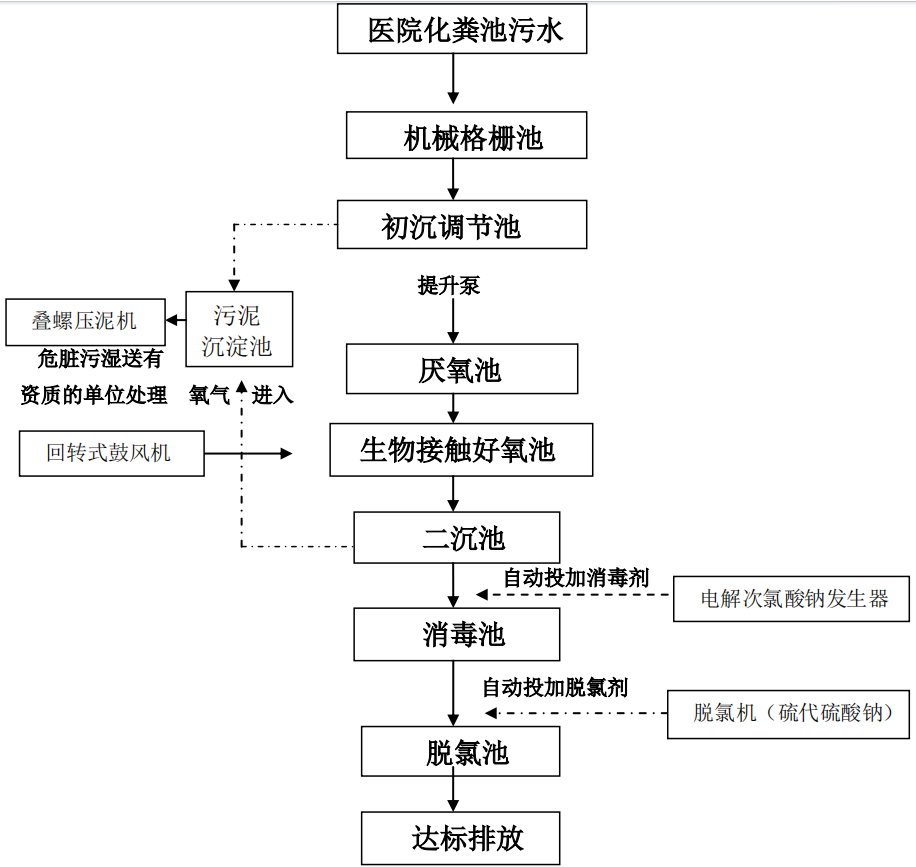 医院化粪池污水
机械格栅池
初沉调节池
提升泵
污泥
沉淀池
叠螺压泥机
危脏污湿送有
资质的单位处理
氧气 进入
厌氧池
回转式鼓风机
生物接触好氧池
二沉池
自动投加消毒剂
电解次氯酸钠发生器
消毒池
自动投加脱氯剂
脱氯机（硫代硫酸钠）
脱氯池
达标排放